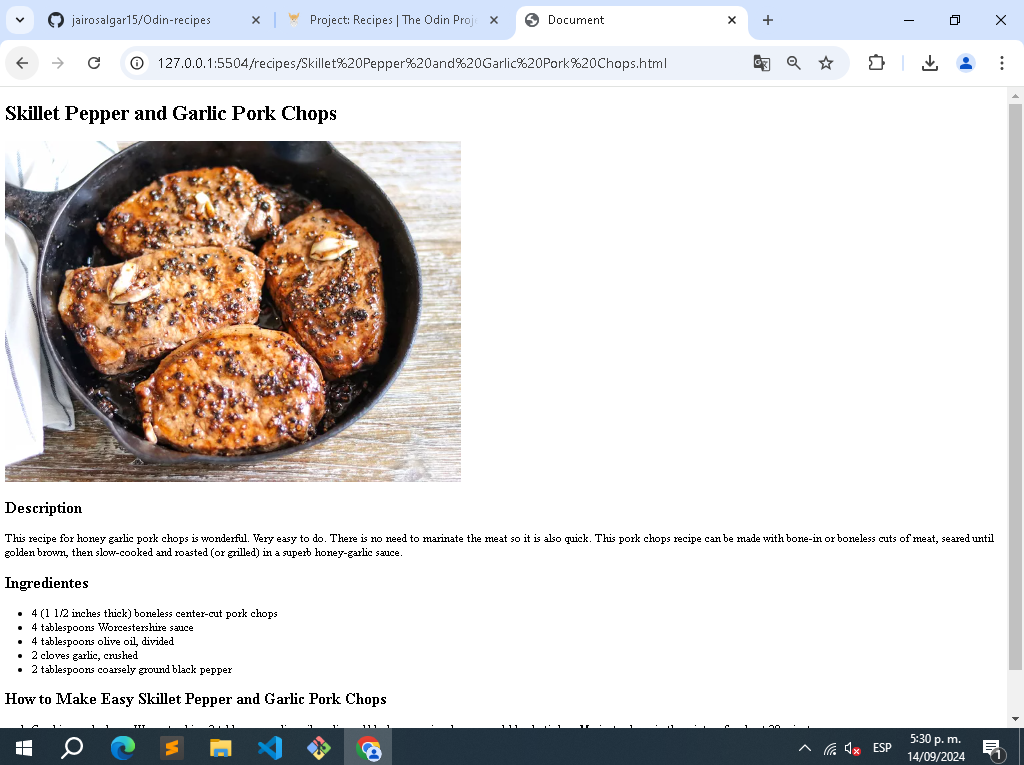 jairosalgar15/Odin-recipes
Project: Recipes | The Odin Proj
Document
127.0.0.1:5504/recipes/Skillet%20Pepper%20and%20Garlic%20Pork%20Chops.html
Skillet Pepper and Garlic Pork Chops
Description
This recipe for honey garlic pork chops is wonderful. Very easy to do. There is no need to marinate the meat so it is also quick. This pork chops recipe can be made with bone-in or boneless cuts of meat, seared until
golden brown, then slow-cooked and roasted (or grilled) in a superb honey-garlic sauce.
Ingredientes
4 (1 1/2 inches thick) boneless center-cut pork chops
4 tablespoons Worcestershire sauce
4 tablespoons olive oil, divided
2 cloves garlic, crushed
2 tablespoons coarsely ground black pepper
How to Make Easy Skillet Pepper and Garlic Pork Chops
ESP
5:30 p. m.
14/09/2024
1